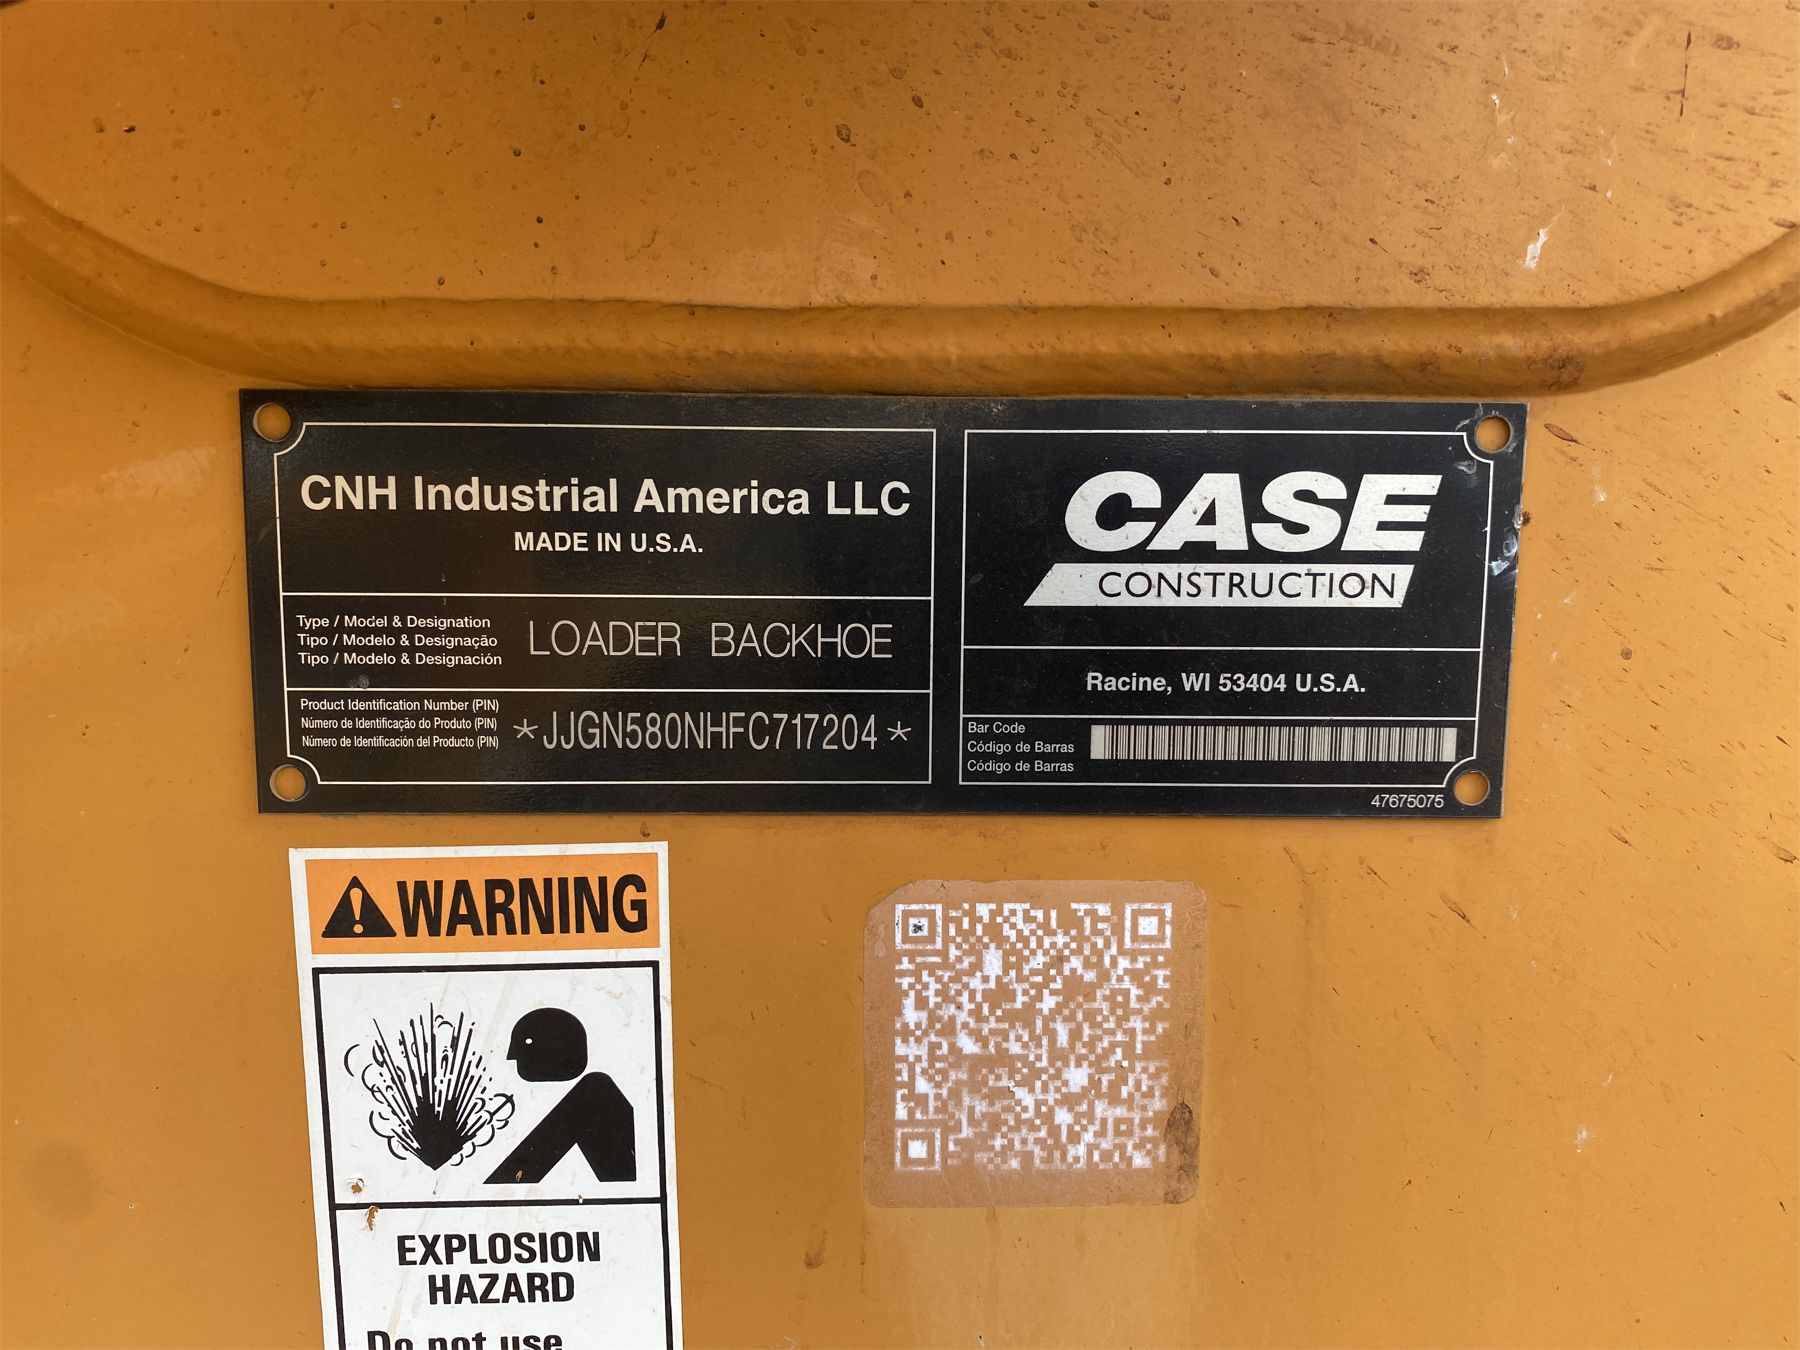 CNH Industrial America LLC
MADE IN U.S.A.
Type / Model & Designation
Tipo / Modelo & Designação
Tipo / Modelo & Designación
LOADER BACKHOE
Product Identification Number (PIN)
Número de Identificação do Produto (PIN)
Número de Identificación del Producto (PIN)
*JJGN580NHFC717204*
CASE
CONSTRUCTION
Racine, WI 53404 U.S.A.
Bar Code
Código de Barras
Código de Barras
47675075
WARNING
EXPLOSION
HAZARD
Do not use